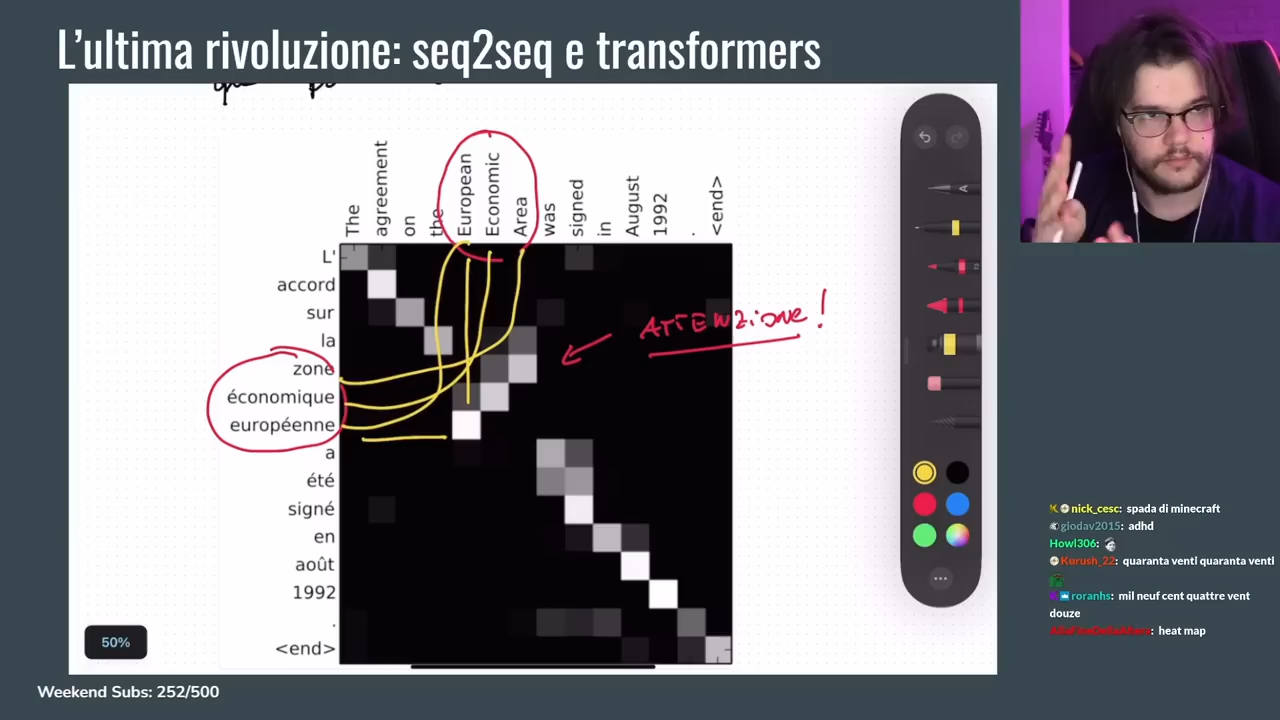 L'ultima rivoluzione: seq2seq e transformers
The
agreement
on
the
European
Economic
Area
was
signed
in
August
1992
.
<end>
L'
accord
sur
la
zone
économique
européenne
a
été
signé
en
août
1992
.
<end>
ATTENZIONE!
A
50%
nick_cesc: spada di minecraft
giodav2015: adhd
Howl306:
Kurush_22: quaranta venti quaranta venti
roranhs: mil neuf cent quattre vent
douze
heat map
Weekend Subs: 252/500